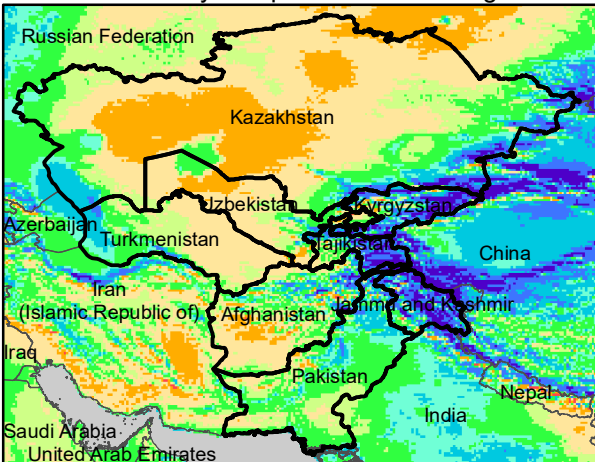 Russian Federation
Kazakhstan
Uzbekistan
Kyrgyzstan
Azerbaijan
Turkmenistan
Tajikistan
China
Iran
(Islamic Republic of)
Afghanistan
Jammu and Kashmir
Iraq
Pakistan
Nepal
India
Saudi Arabia
United Arab Emirates